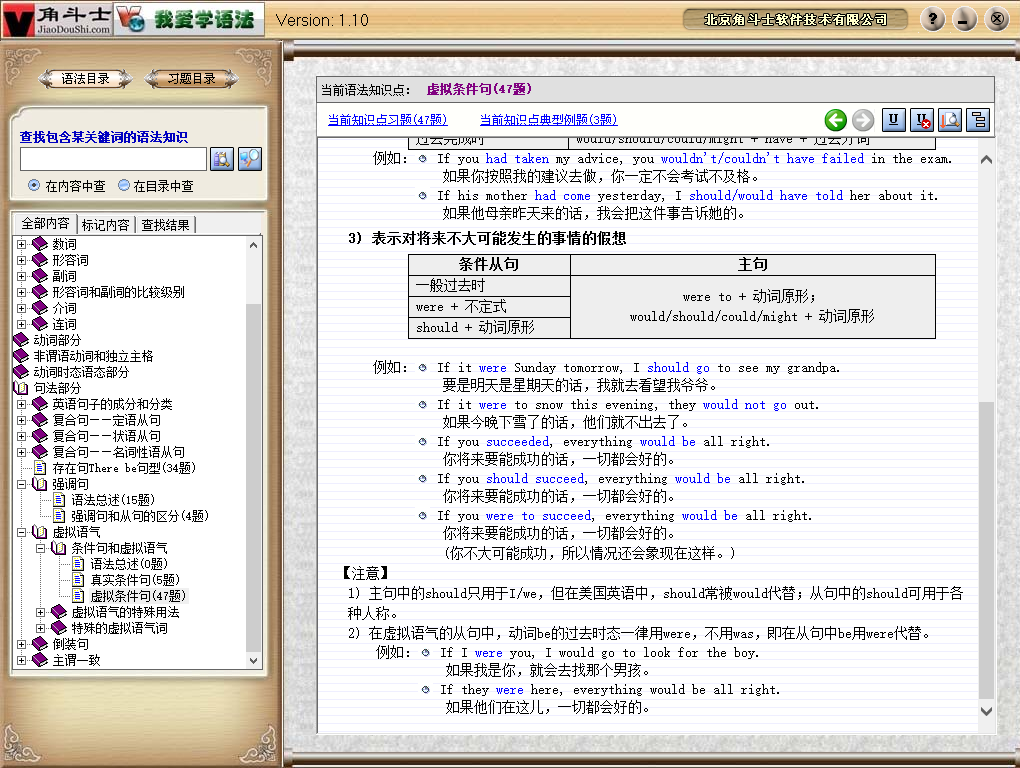 角斗士
JiaoDouShi.com
我爱学语法
Version: 1.10
北京角斗士软件技术有限公司
?
语法目录
习题目录
查找包含某关键词的语法知识
在内容中查
在目录中查
全部内容
标记内容
查找结果
数词
形容词
副词
形容词和副词的比较级别
介词
连词
动词部分
非谓语动词和独立主格
动词时态语态部分
句法部分
英语句子的成分和分类
复合句——定语从句
复合句——状语从句
复合句——名词性语从句
存在句There be句型(34题)
强调句
语法总述(15题)
强调句和从句的区分(4题)
虚拟语气
条件句和虚拟语气
语法总述(0题)
真实条件句(5题)
虚拟条件句(47题)
虚拟语气的特殊用法
特殊的虚拟语气词
倒装句
主谓一致
当前语法知识点： 虚拟条件句(47题)
当前知识点习题(47题)
当前知识点典型例题(3题)
过去完成时
would/should/could/might + have + 过去分词
例如： If you had taken my advice, you wouldn't/couldn't have failed in the exam.
如果你按照我的建议去做，你一定不会考试不及格。
If his mother had come yesterday, I should/would have told her about it.
如果他母亲昨天来的话，我会把这件事告诉她的。
3) 表示对将来不大可能发生的事情的假想
条件从句 主句
一般过去时
were + 不定式
should + 动词原形
were to + 动词原形；
would/should/could/might + 动词原形
例如： If it were Sunday tomorrow, I should go to see my grandpa.
要是明天是星期天的话，我就去看望我爷爷。
If it were to snow this evening, they would not go out.
如果今晚下雪了的话，他们就不出去了。
If you succeeded, everything would be all right.
你将来要能成功的话，一切都会好的。
If you should succeed, everything would be all right.
你将来要能成功的话，一切都会好的。
If you were to succeed, everything would be all right.
你将来要能成功的话，一切都会好的。
(你不大可能成功，所以情况还会象现在这样。)
【注意】
1) 主句中的should只用于I/we，但在美国英语中，should常被would代替；从句中的should可用于各
种人称。
2) 在虚拟语气的从句中，动词be的过去时态一律用were，不用was，即在从句中be用were代替。
例如： If I were you, I would go to look for the boy.
如果我是你，就会去找那个男孩。
If they were here, everything would be all right.
如果他们在这儿，一切都会好的。